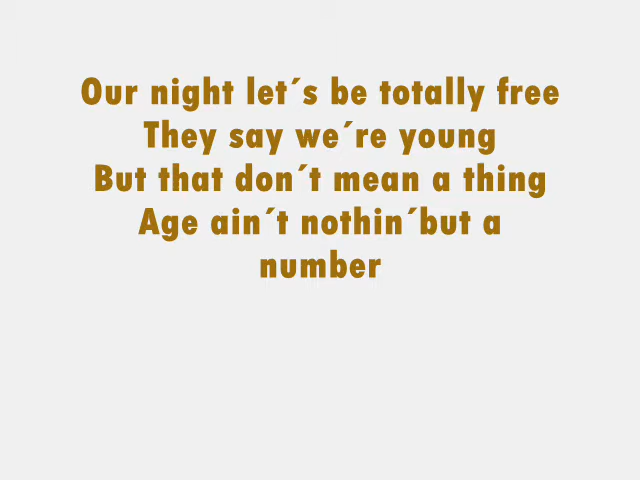 Our night let´s be totally free
They say we´re young
But that don´t mean a thing
Age ain´t nothin´but a
number